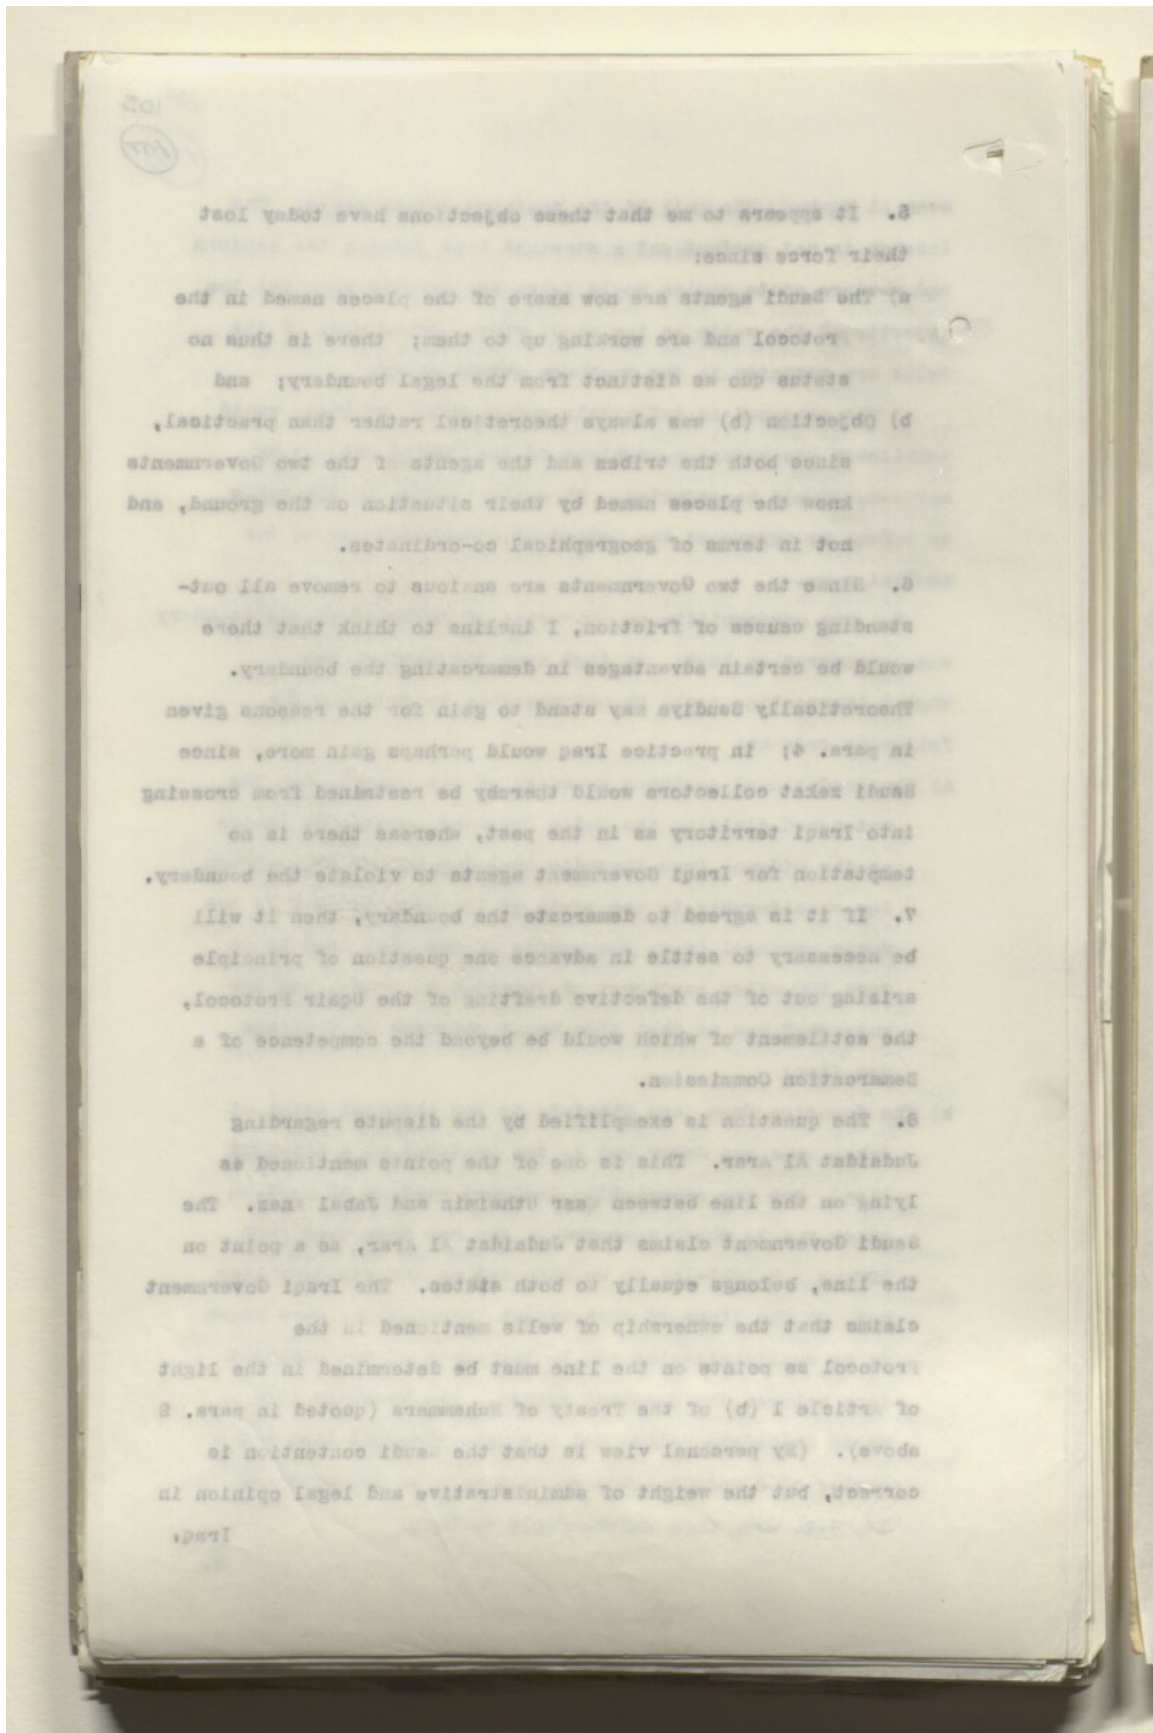 105
5. It appears to me that these objections have today lost
their force since:
a) The Saudi agents are now aware of the places named in the
Protocol and are working up to them; there is thus no
status quo as distinct from the legal boundary; and
b) Objection (b) was always theoretical rather than practical,
since both the tribes and the agents of the two Governments
know the places named by their situation on the ground, and
not in terms of geographical co-ordinates.
6. Since the two Governments are anxious to remove all out-
standing causes of friction, I incline to think that there
would be certain advantages in demarcating the boundary.
Theoretically Saudiya may stand to gain for the reasons given
in para. 4; in practice Iraq would perhaps gain more, since
Saudi zakat collectors would thereby be restained from crossing
into Iraqi territory as in the past, whereas there is no
temptation for Iraqi Government agents to violate the boundary.
7. If it is agreed to demarcate the boundary, then it will
be necessary to settle in advance one question of principle
arising out of the defective drafting of the Uqair Protocol,
the settlement of which would be beyond the competence of a
Demarcation Commission.
8. The question is exemplified by the dispute regarding
Judaidat Al Arar. This is one of the points mentioned as
lying on the line between Qasr Uthaimin and Jabal Anaz. The
Saudi Government claims that Judaidat Al Arar, as a point on
the line, belongs equally to both states. The Iraqi Government
claims that the ownership of wells mentioned in the
Protocol as points on the line must be determined in the light
of Article 1 (b) of the Treaty of Muhammara (quoted in para. 2
above). (My personal view is that the Saudi contention is
correct, but the weight of administrative and legal opinion in
Iraq.